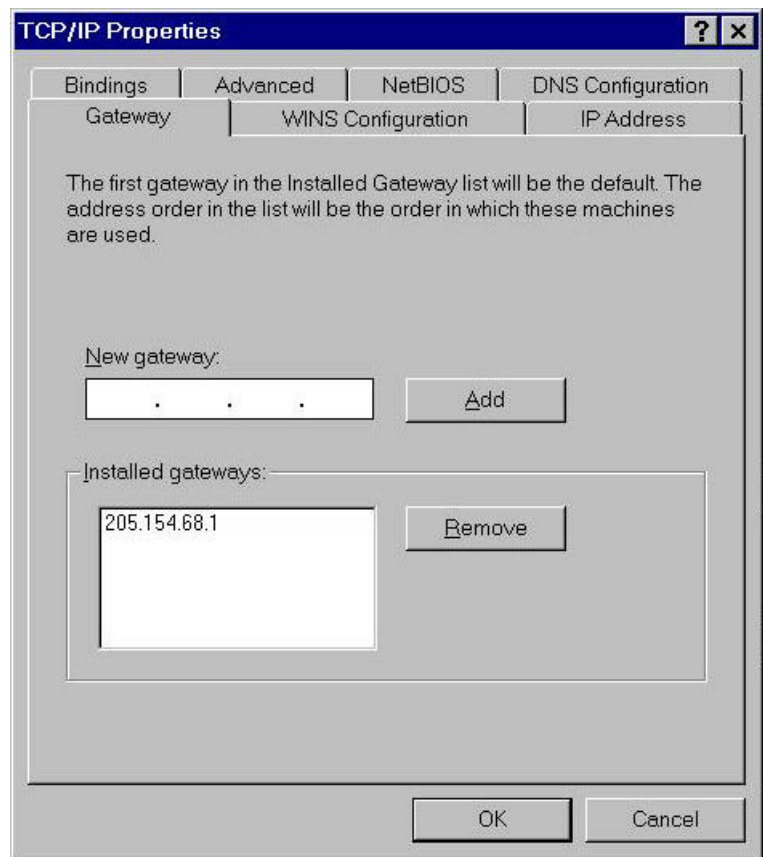 TCP/IP Properties
Bindings
Advanced
NetBIOS
DNS Configuration
Gateway
WINS Configuration
IP Address
The first gateway in the Installed Gateway list will be the default. The
address order in the list will be the order in which these machines
are used.
New gateway:
. . .
Add
Installed gateways:
205.154.68.1
Remove
OK
Cancel